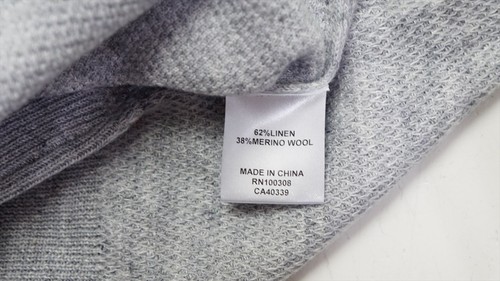 62%LINEN
38%MERINO WOOL
MADE IN CHINA
RN100308
CA40339